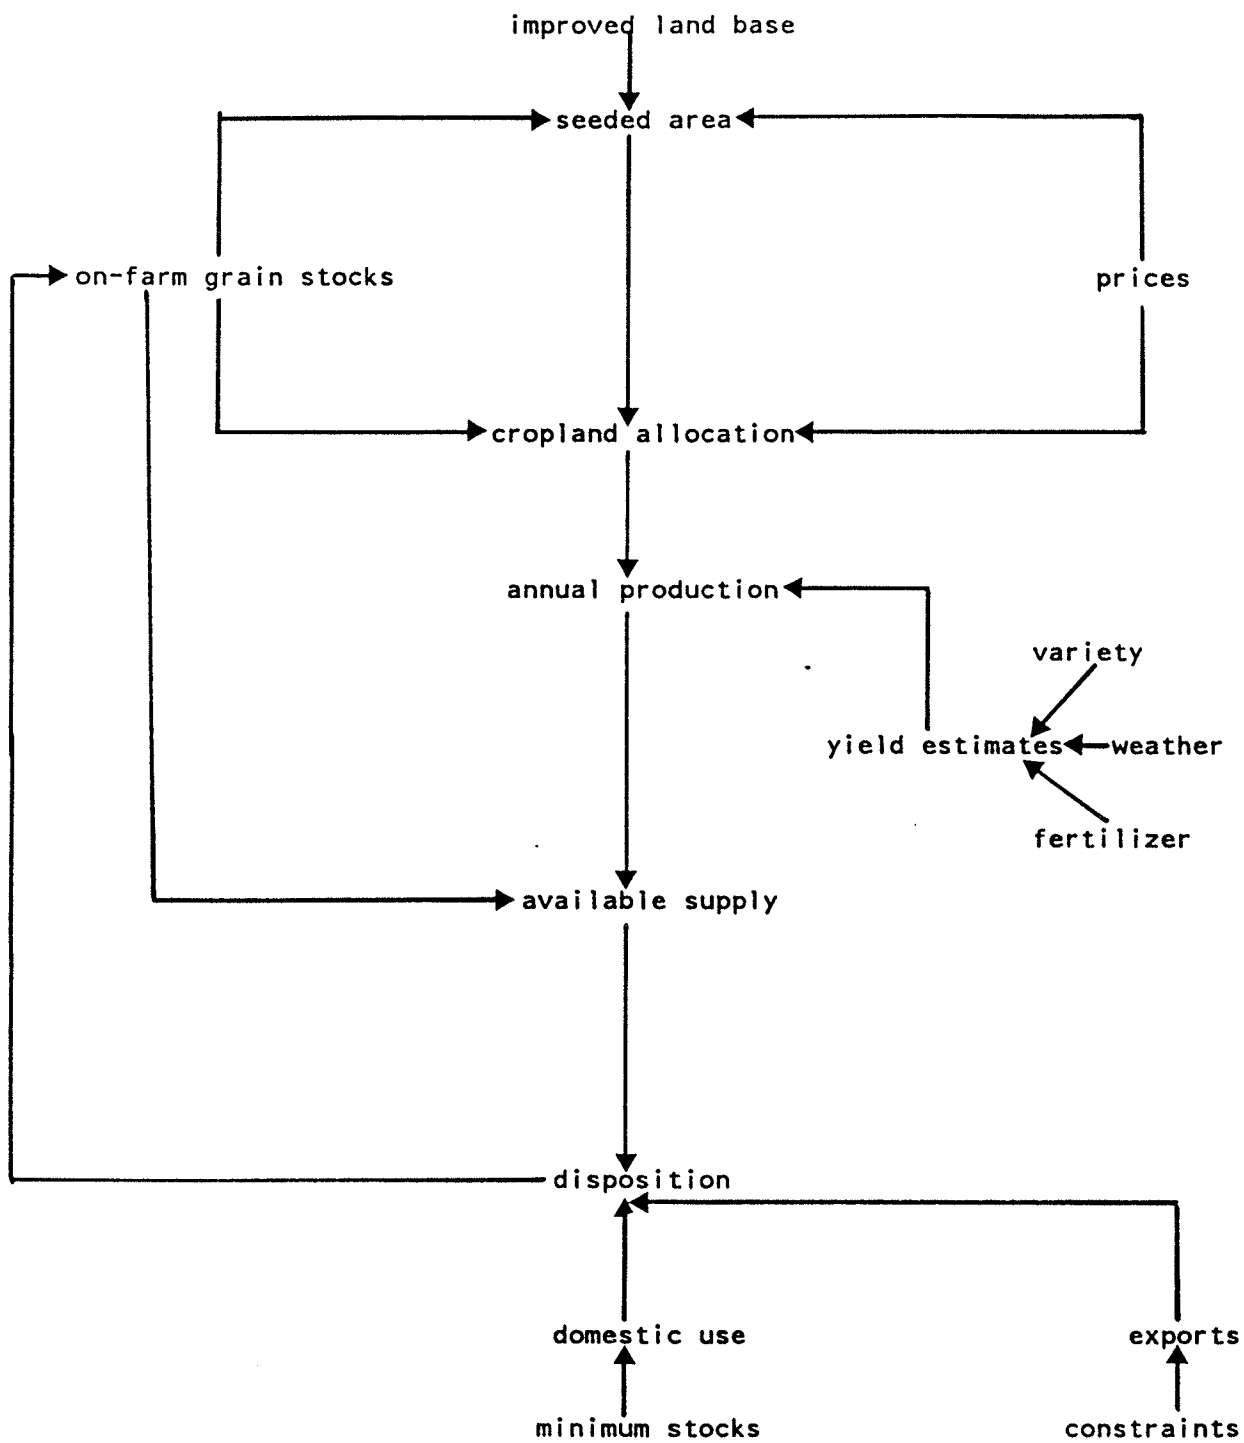 improved land base
seeded area
on-farm grain stocks
prices
cropland allocation
annual production
variety
yield estimates
weather
fertilizer
available supply
disposition
domestic use
exports
minimum stocks
constraints